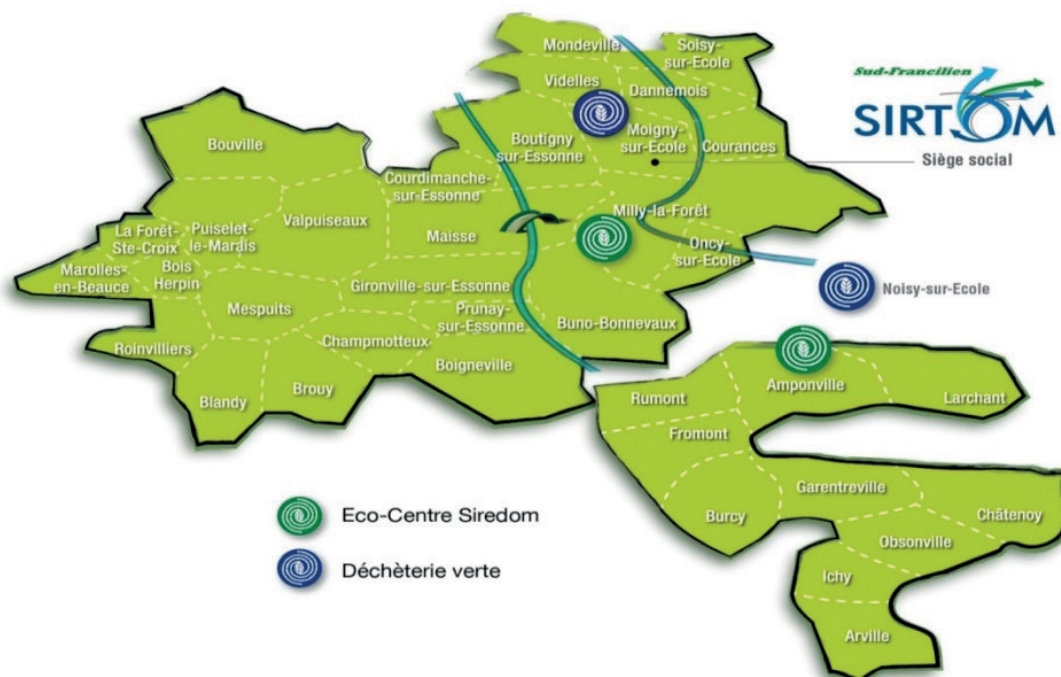 Mondeville
Soisy-
sur-Ecole
Sud-Francilien
SIRTOM
Siège social
Videlles
Dannemois
Bouville
Boutigny
sur-Essonne
Moigny-
sur-Ecole
Courances
Courdimanche-
sur-Essonne
Valpuiseaux
Maisse
Milly-la-Forêt
Oncy-
sur-Ecole
La Forêt-
Ste-Croix
Puiselet-
le-Marais
Marolles-
en-Beauce
Bois
Herpin
Mespuits
Gironville-sur-Essonne
Prunay-
sur-Essonne
Buno-Bonnevaux
Noisy-sur-Ecole
Roinvilliers
Champmotteux
Boigneville
Blandy
Brouy
Rumont
Amponville
Larchant
Fromont
Burcy
Garentreville
Châtenoy
Obsonville
Ichy
Arville
Eco-Centre Siredom
Déchèterie verte